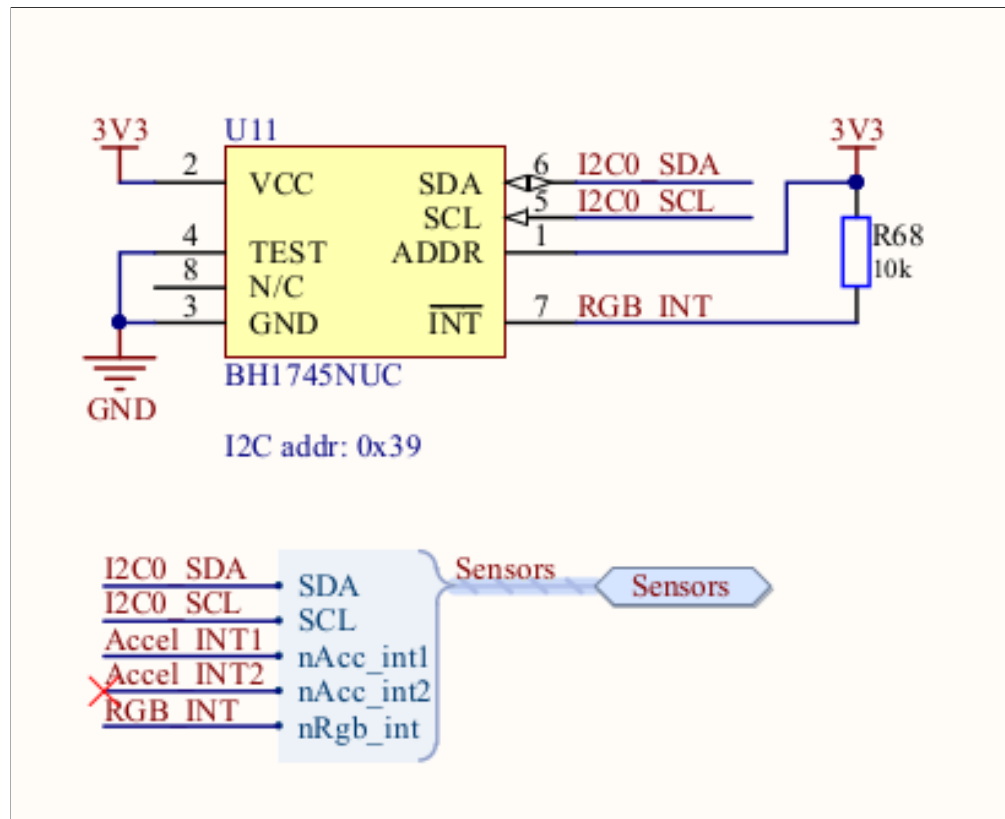 3V3
U11
3V3
2
VCC
SDA
6
I2C0_SDA
SCL
5
I2C0_SCL
4
TEST
ADDR
1
R68
10k
8
N/C
3
GND
INT
7
RGB_INT
BH1745NUC
GND
I2C addr: 0x39
I2C0_SDA
SDA
Sensors
Sensors
I2C0_SCL
SCL
Accel_INT1
nAcc_int1
Accel_INT2
nAcc_int2
RGB_INT
nRgb_int